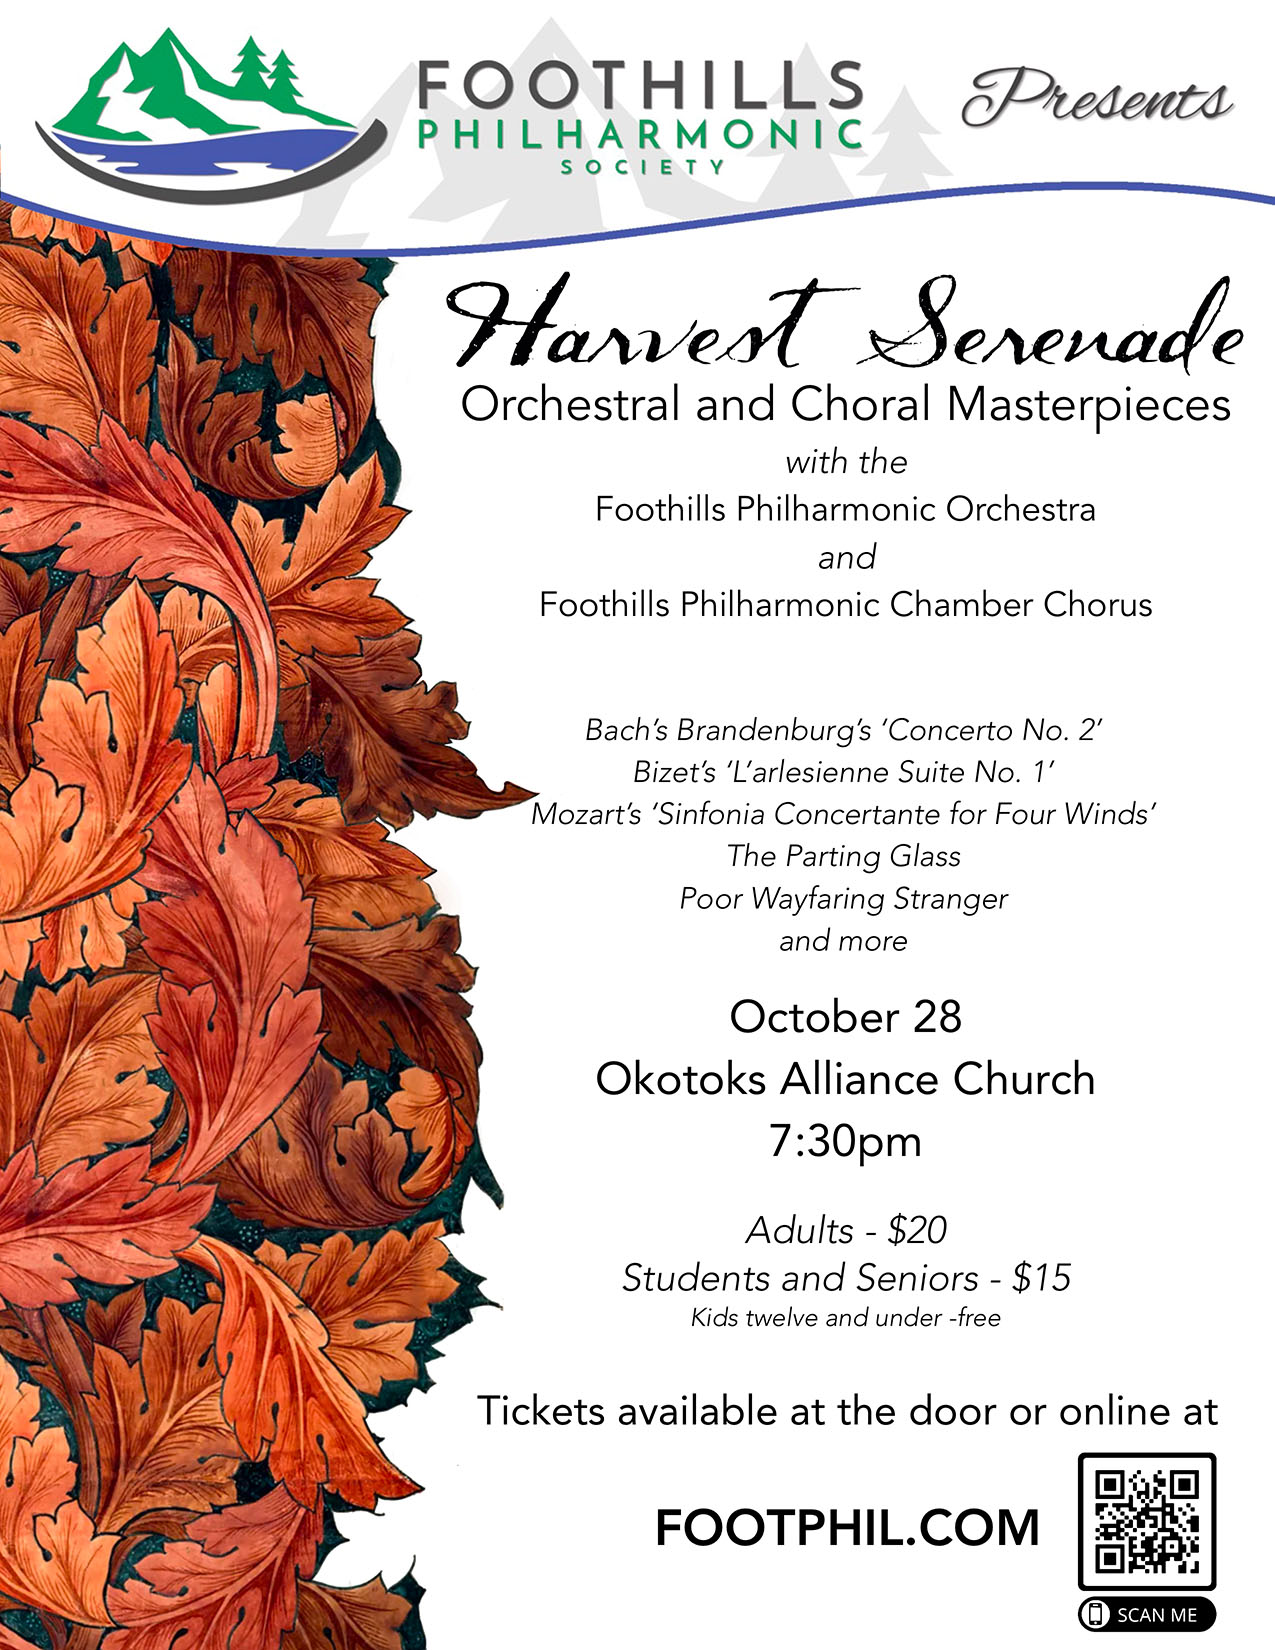 FOOTHILLS
PHILHARMONIC
SOCIETY
Presents
Harvest Serenade
Orchestral and Choral Masterpieces
with the
Foothills Philharmonic Orchestra
and
Foothills Philharmonic Chamber Chorus
Bach's Brandenburg's ‘Concerto No. 2’
Bizet's ‘L'arlesienne Suite No. 1’
Mozart's ‘Sinfonia Concertante for Four Winds’
The Parting Glass
Poor Wayfaring Stranger
and more
October 28
Okotoks Alliance Church
7:30pm
Adults - $20
Students and Seniors - $15
Kids twelve and under -free
Tickets available at the door or online at
FOOTPHIL.COM
SCAN ME